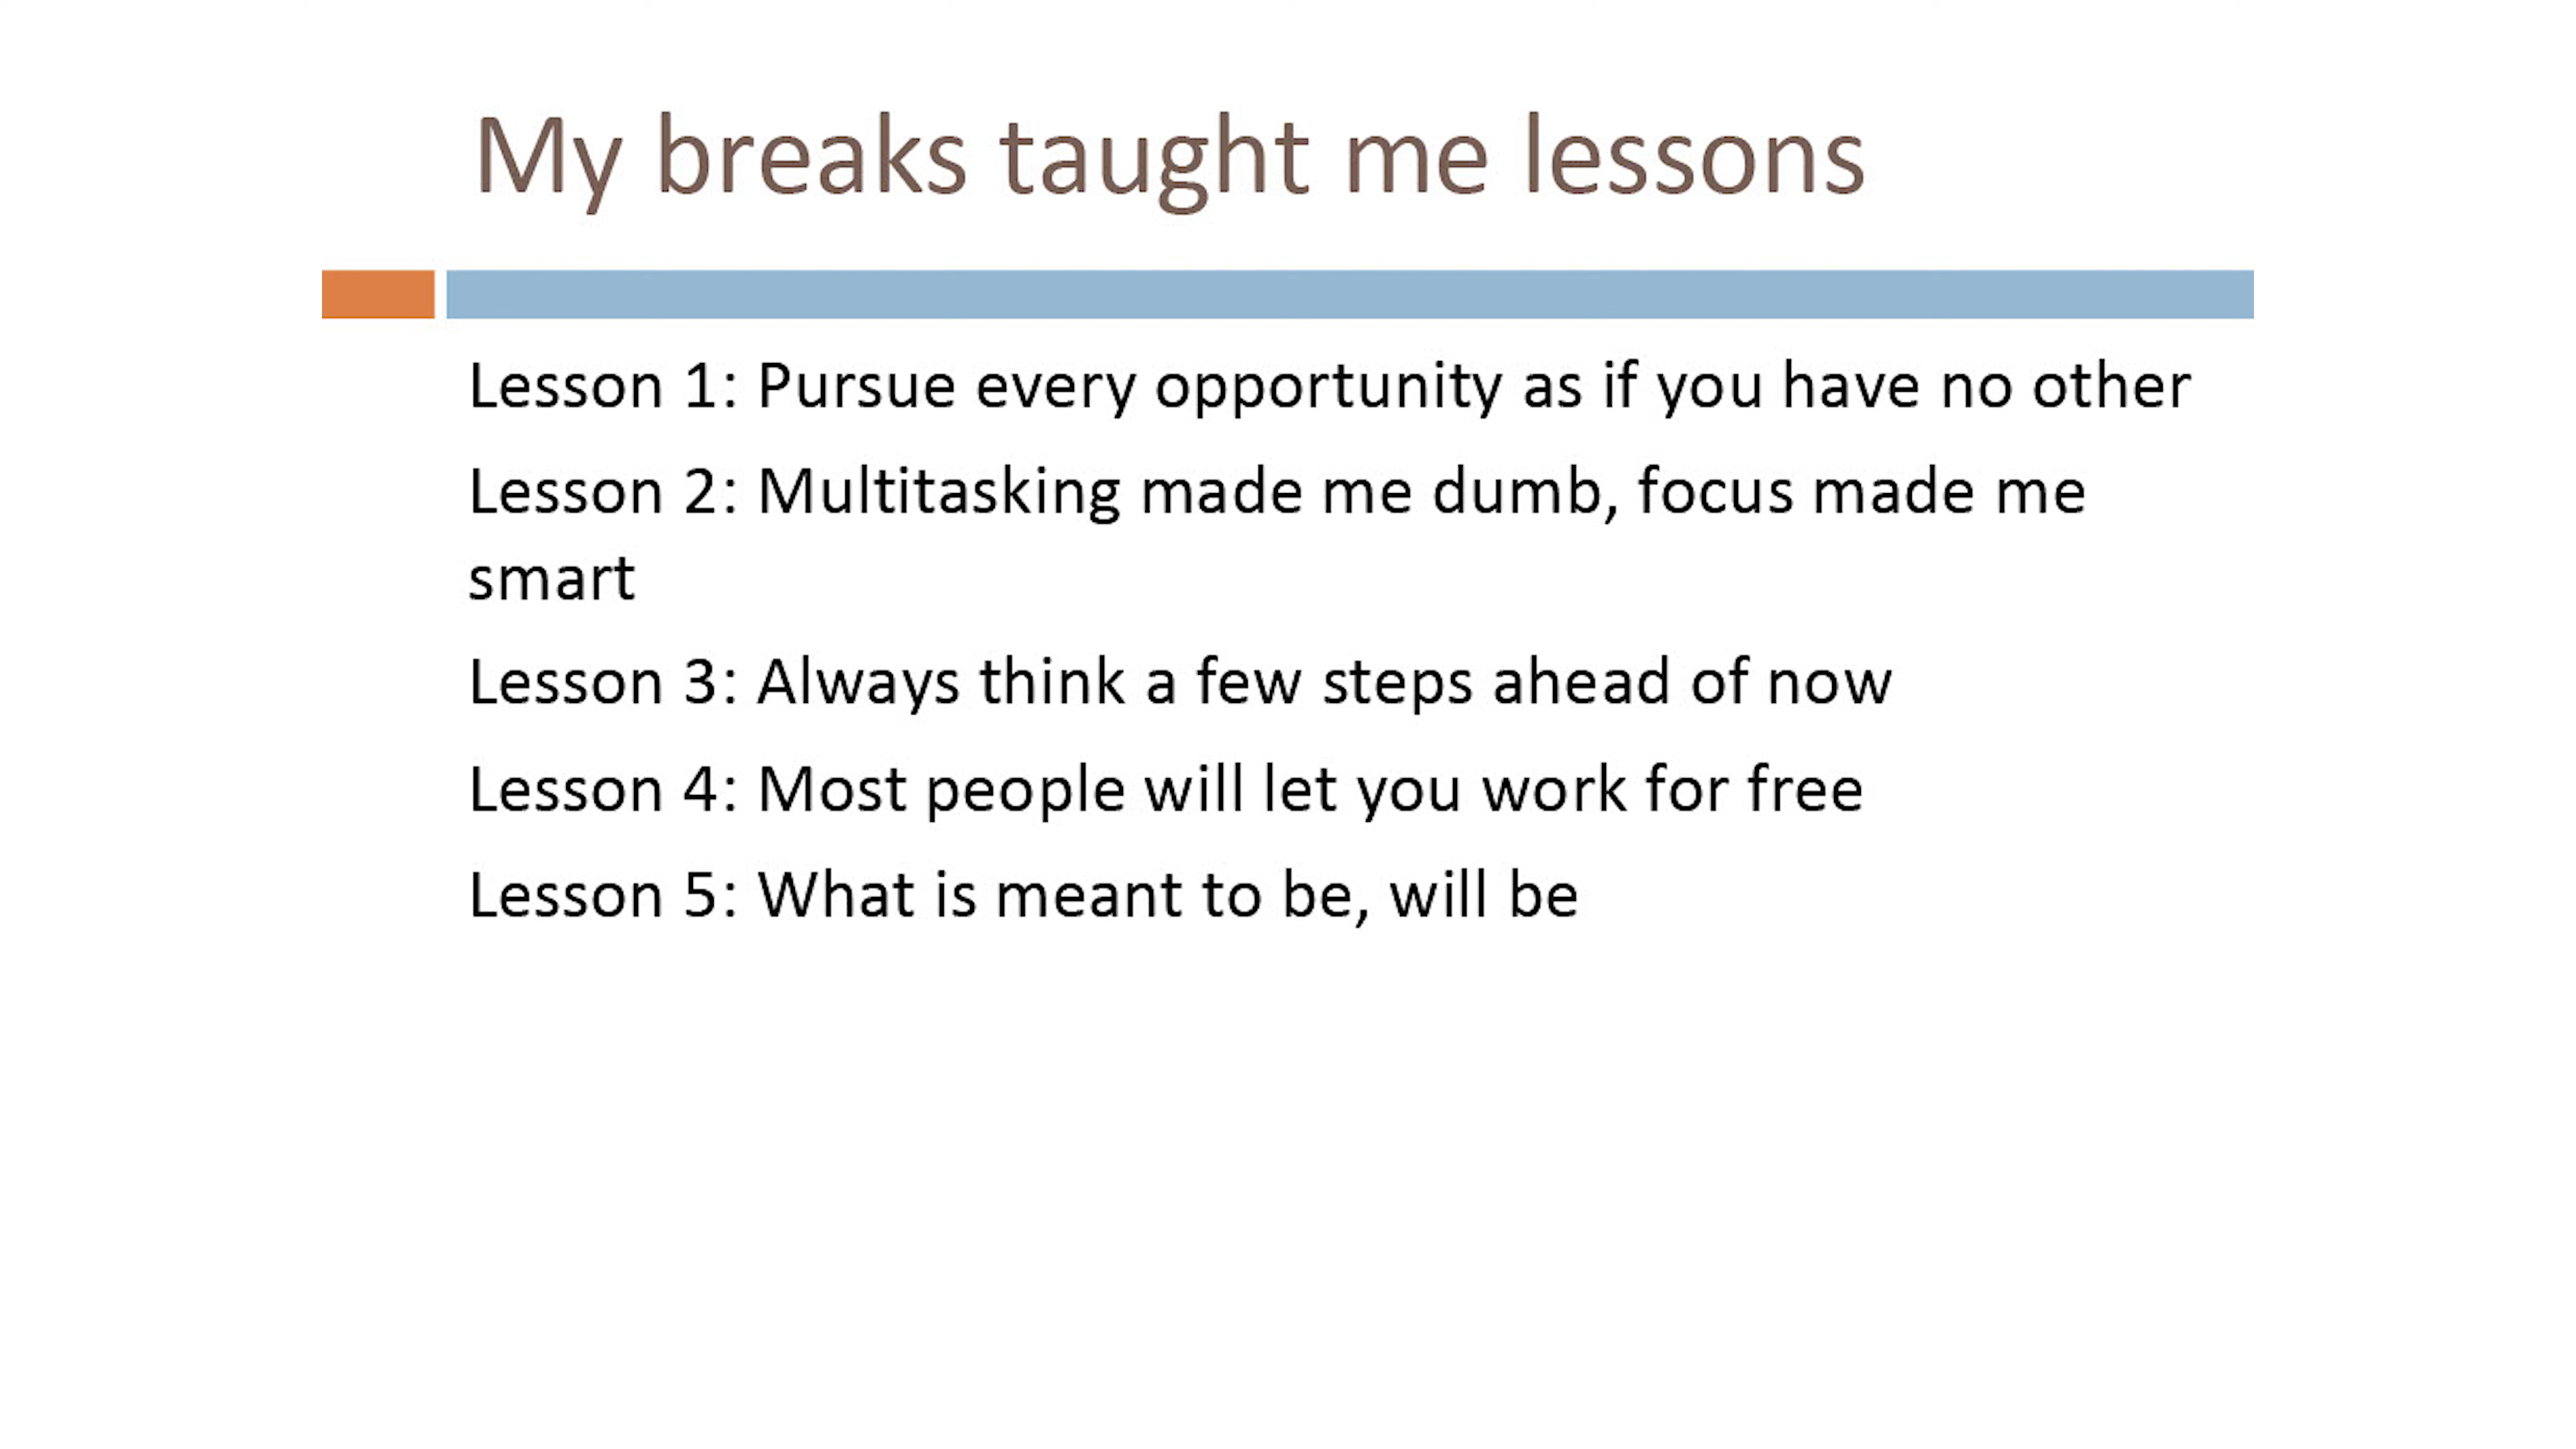 My breaks taught me lessons
Lesson 1: Pursue every opportunity as if you have no other
Lesson 2: Multitasking made me dumb, focus made me
smart
Lesson 3: Always think a few steps ahead of now
Lesson 4: Most people will let you work for free
Lesson 5: What is meant to be, will be